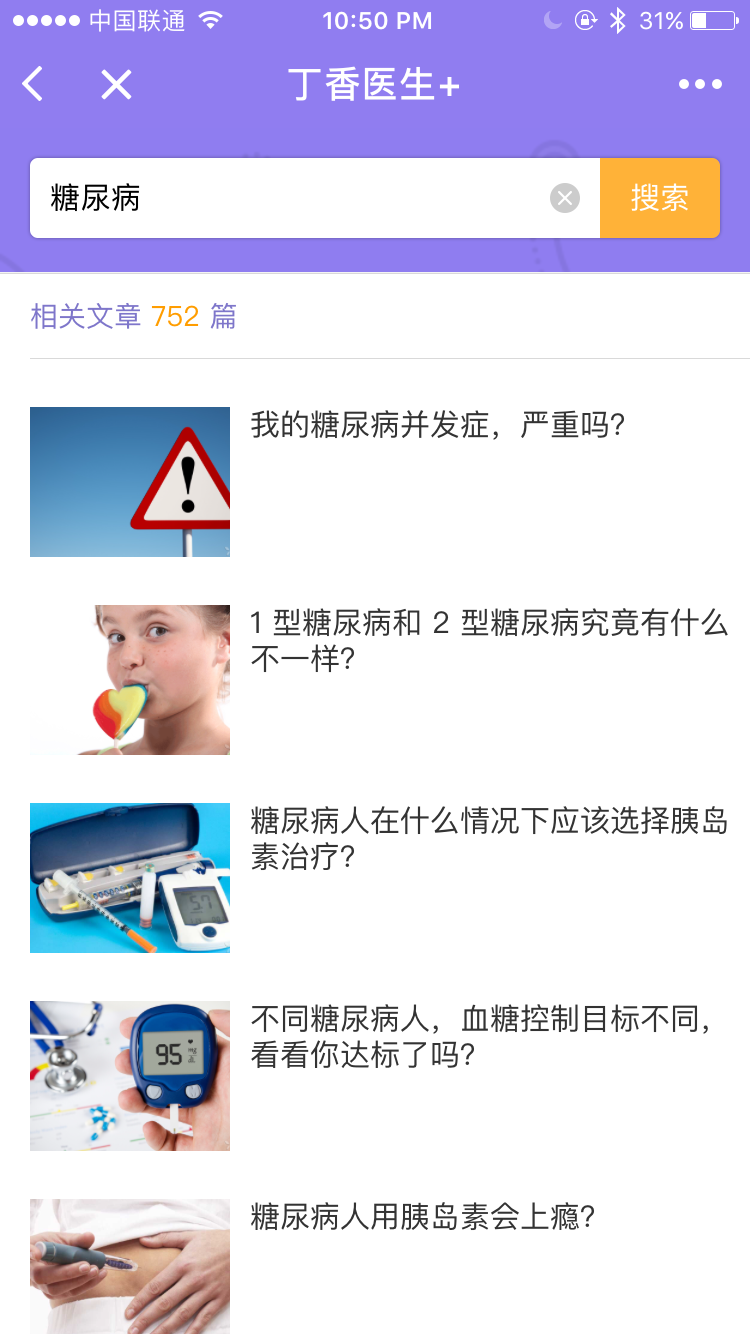 中国联通 10:50 PM 31%
丁香医生+
糖尿病 搜索
相关文章 752 篇
我的糖尿病并发症，严重吗？
1 型糖尿病和 2 型糖尿病究竟有什么
不一样？
糖尿病人在什么情况下应该选择胰岛
素治疗？
57
不同糖尿病人，血糖控制目标不同，
看看你达标了吗？
95
糖尿病人用胰岛素会上瘾？